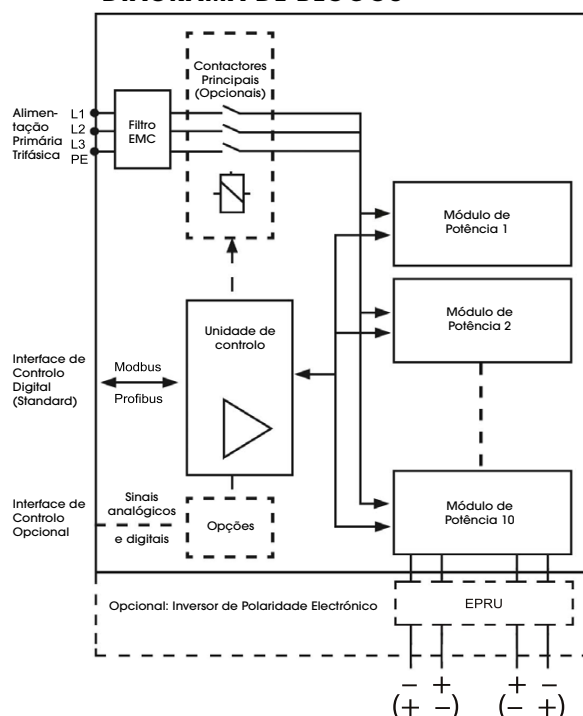 DIAGRAMA DE BLOCOS
Contactores
Principais
(Opcionais)
Alimen-
tação
Primária
Trifásica
L1
L2
L3
PE
Filtro
EMC
Módulo de
Potência 1
Módulo de
Potência 2
Unidade de
controlo
Interface de
Controlo
Digital
(Standard)
Modbus
Profibus
Interface de
Controlo
Opcional
Sinais
analógicos
e digitais
Opções
Módulo de
Potência 10
Opcional: Inversor de Polaridade Electrónico
EPRU
− + + −
(+ −) (− +)